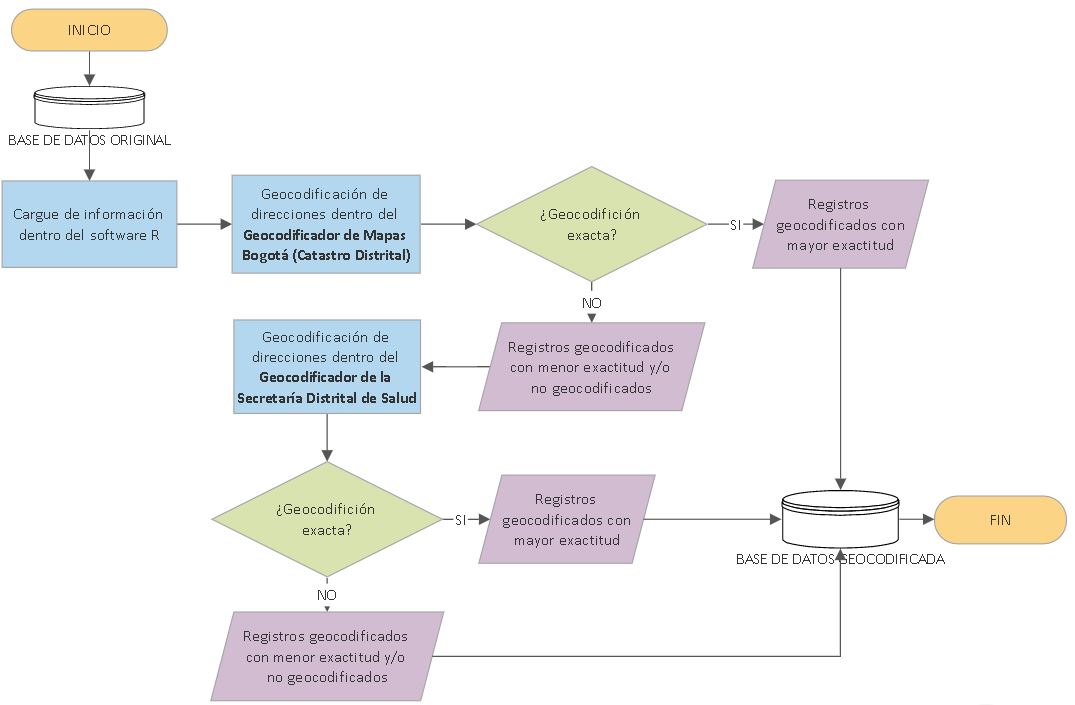 INICIO
BASE DE DATOS ORIGINAL
Cargue de información
dentro del software R
Geocodificación de
direcciones dentro del
Geocodificador de Mapas
Bogotá (Catastro Distrital)
¿Geocodifición
exacta?
SI
Registros
geocodificados con
mayor exactitud
NO
Registros geocodificados
con menor exactitud y/o
no geocodificados
Geocodificación de
direcciones dentro del
Geocodificador de la
Secretaría Distrital de Salud
¿Geocodifición
exacta?
SI
Registros
geocodificados con
mayor exactitud
BASE DE DATOS GEOCODIFICADA
FIN
NO
Registros geocodificados
con menor exactitud y/o
no geocodificados